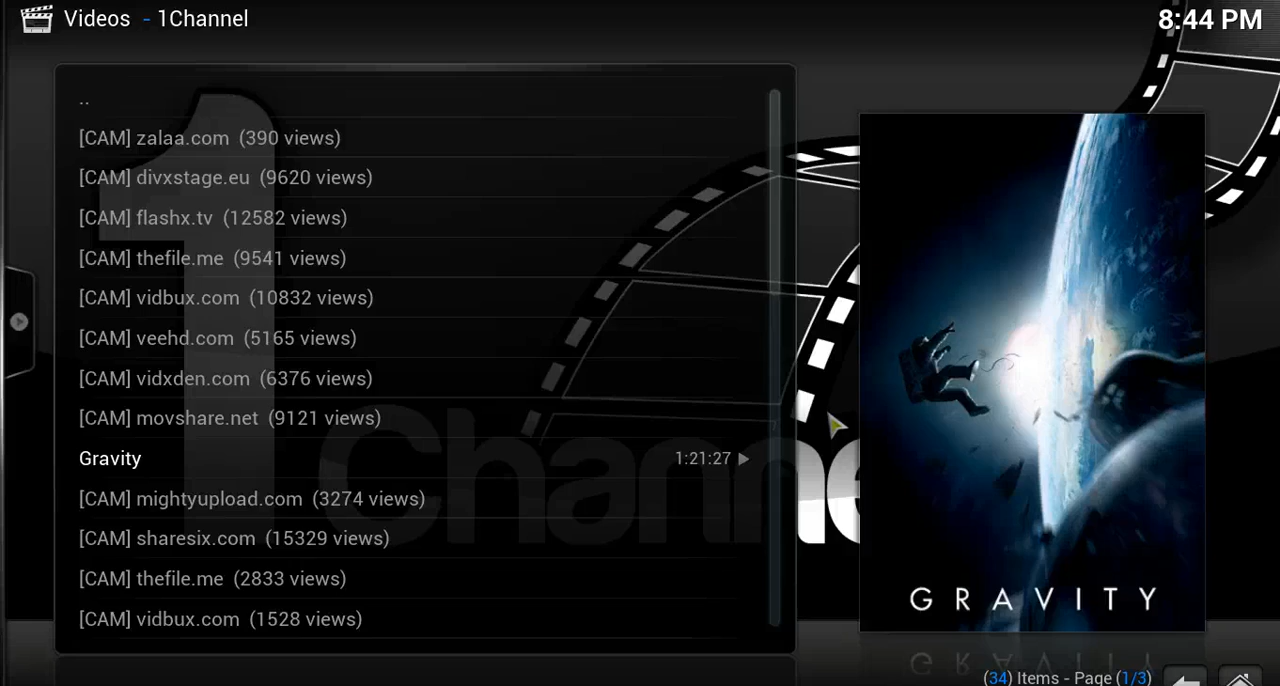 Videos - 1Channel
8:44 PM
..
[CAM] zalaa.com (390 views)
[CAM] divxstage.eu (9620 views)
[CAM] flashx.tv (12582 views)
[CAM] thefile.me (9541 views)
[CAM] vidbux.com (10832 views)
[CAM] veehd.com (5165 views)
[CAM] vidxden.com (6376 views)
[CAM] movshare.net (9121 views)
Gravity 1:21:27
[CAM] mightyupload.com (3274 views)
[CAM] sharesix.com (15329 views)
[CAM] thefile.me (2833 views)
[CAM] vidbux.com (1528 views)
1
Channe
GRAVITY
(34) Items - Page (1/3)